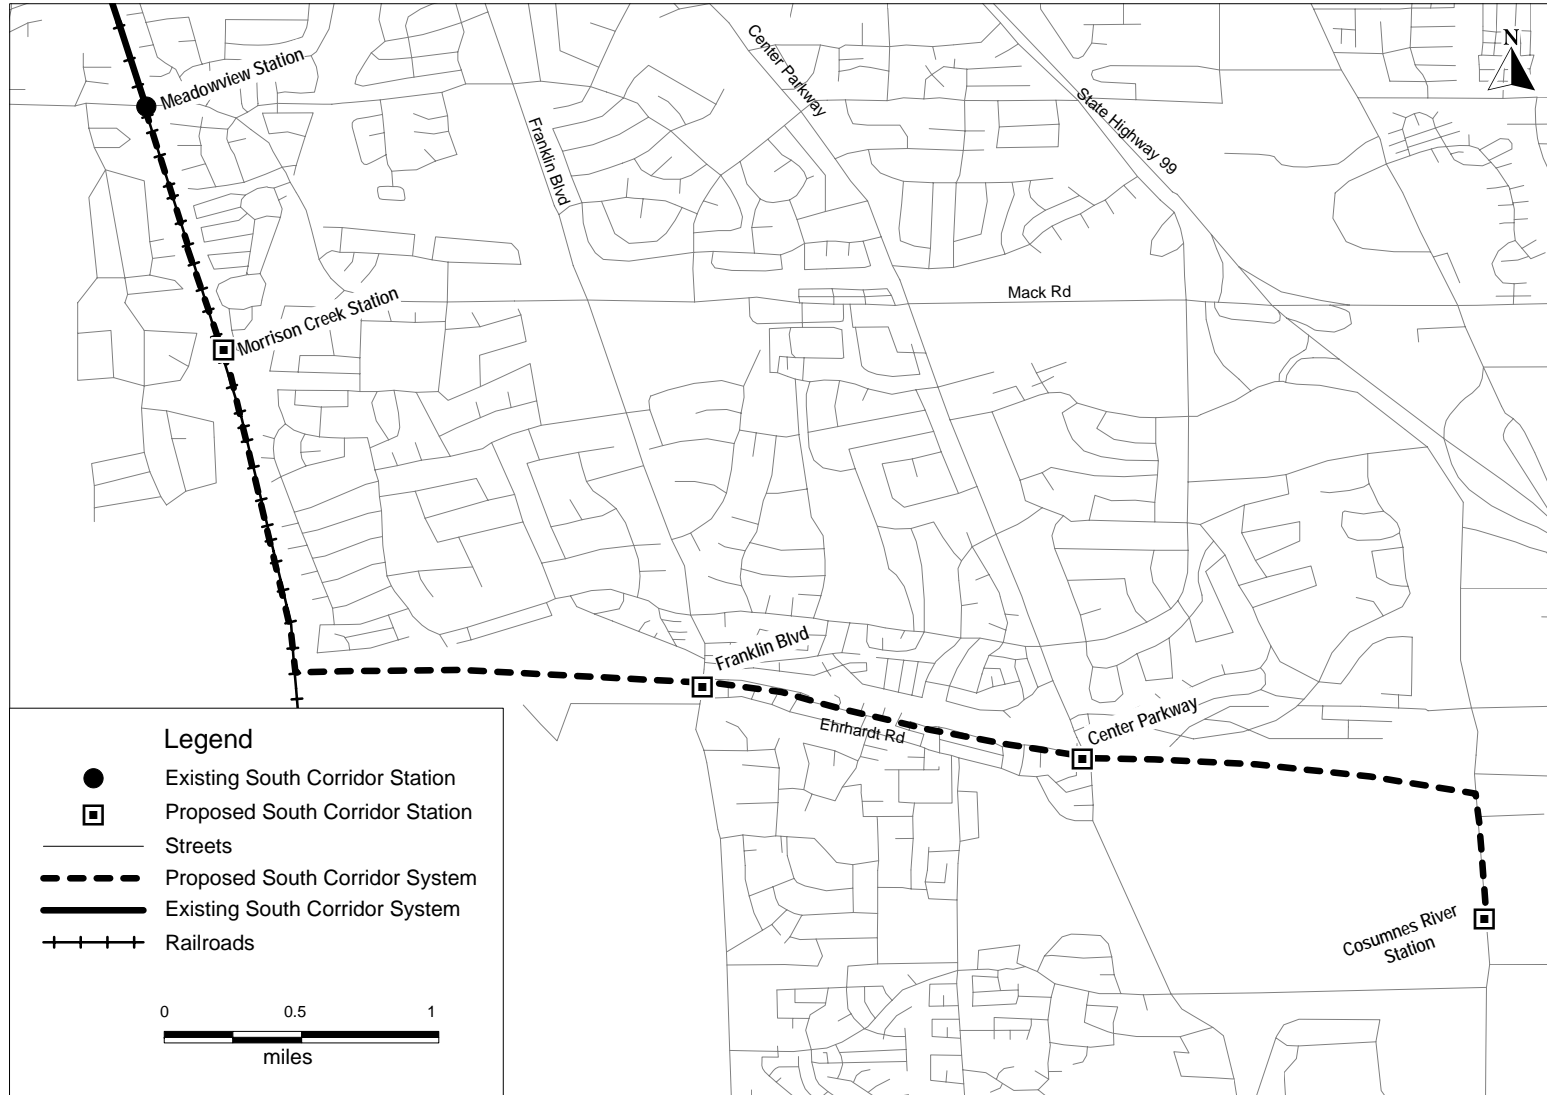 N
Meadowview Station
Center Parkway
State Highway 99
Franklin Blvd
Mack Rd
Morrison Creek Station
Franklin Blvd
Ehrhardt Rd
Center Parkway
Cosumnes River
Station
Legend
Existing South Corridor Station
Proposed South Corridor Station
Streets
Proposed South Corridor System
Existing South Corridor System
Railroads
0 0.5 1
miles